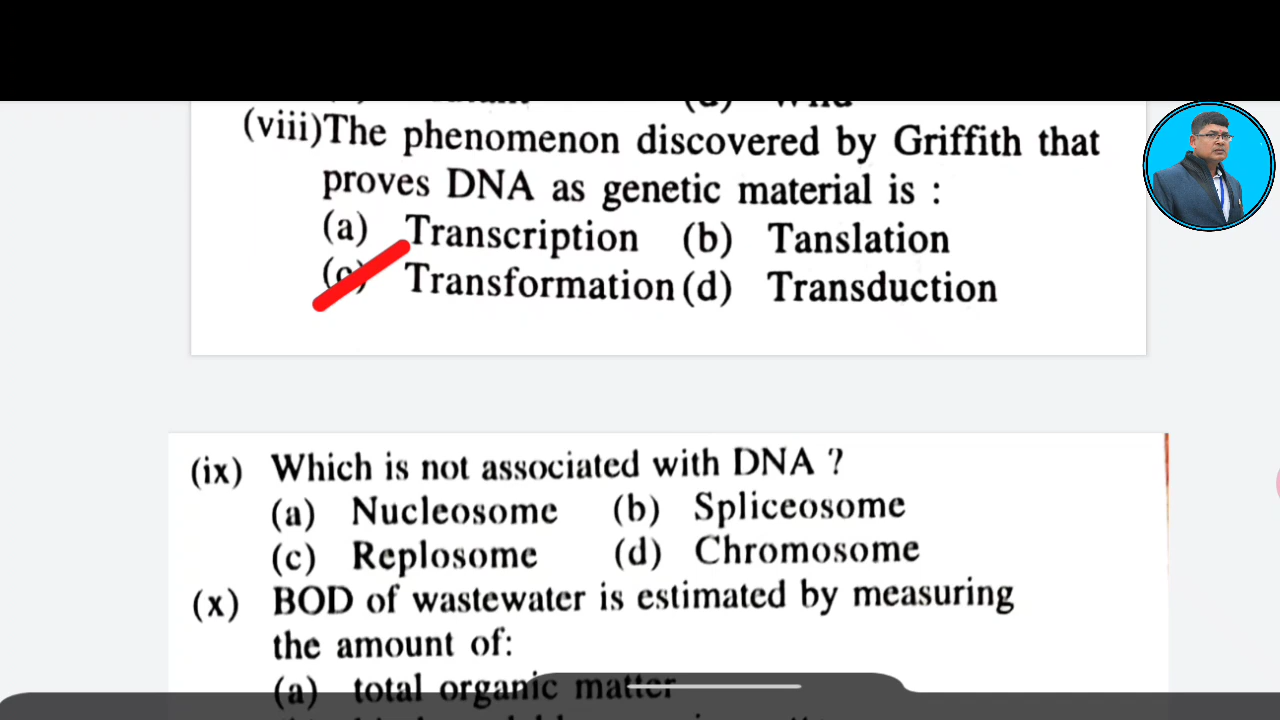 (viii)The phenomenon discovered by Griffith that
proves DNA as genetic material is :
(a) Transcription (b) Tanslation
(c) Transformation (d) Transduction
(ix) Which is not associated with DNA ?
(a) Nucleosome (b) Spliceosome
(c) Replosome (d) Chromosome
(x) BOD of wastewater is estimated by measuring
the amount of:
(a) total organic matter